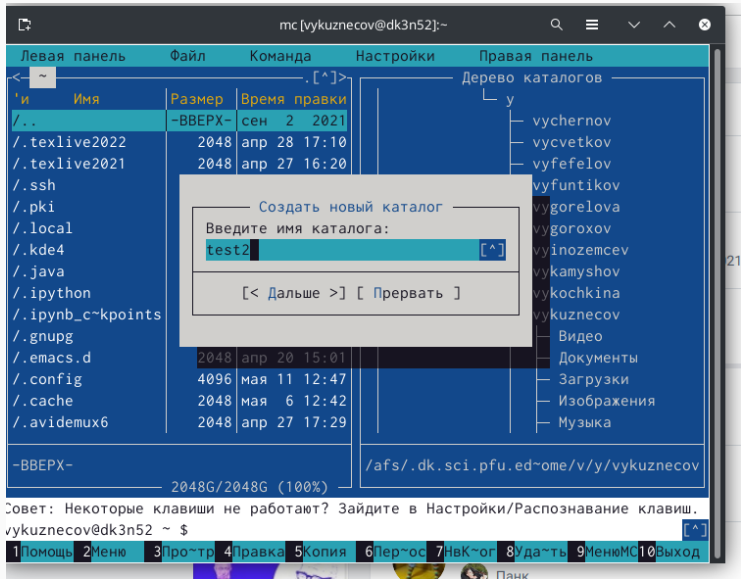 mc [vykuznecov@dk3n52]:~
Левая панель Файл Команда Настройки Правая панель
<─ ~ .[^]> Дерево каталогов
'и Имя Размер Время правки y
/.. -ВВЕРХ- сен 2 2021 vychernov
/.texlive2022 2048 апр 28 17:10 vycvetkov
/.texlive2021 2048 апр 27 16:20 vyfefelov
/.ssh vyfuntikov
/.pki Создать новый каталог vygorelova
/.local Введите имя каталога: vygoroxov
/.kde4 test2 [^] vyinozemcev
/.java vykamyshov
/.ipython [< Дальше >] [ Прервать ] vykochkina
/.ipynb_c~kpoints vykuznecov
/.gnupg Видео
/.emacs.d 2048 апр 20 15:01 Документы
/.config 4096 мая 11 12:47 Загрузки
/.cache 2048 мая 6 12:42 Изображения
/.avidemux6 2048 апр 27 17:29 Музыка
-ВВЕРХ- /afs/.dk.sci.pfu.ed~ome/v/y/vykuznecov
2048G/2048G (100%)
Совет: Некоторые клавиши не работают? Зайдите в Настройки/Распознавание клавиш.
vykuznecov@dk3n52 ~ $ [^]
1Помощь 2Меню 3Про~тр 4Правка 5Копия 6Пер~ос 7НвК~ог 8Уда~ть 9МенюМС10Выход
Панк